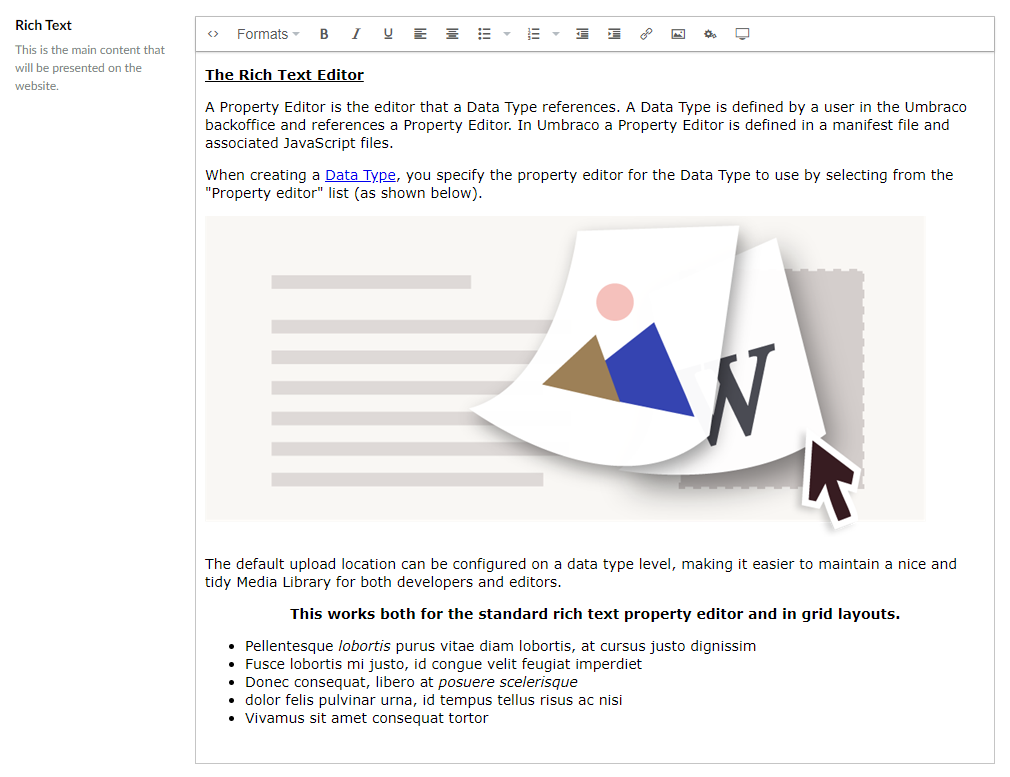 Rich Text
This is the main content that
will be presented on the
website.
Formats
B I U
The Rich Text Editor
A Property Editor is the editor that a Data Type references. A Data Type is defined by a user in the Umbraco
backoffice and references a Property Editor. In Umbraco a Property Editor is defined in a manifest file and
associated JavaScript files.
When creating a Data Type, you specify the property editor for the Data Type to use by selecting from the
"Property editor" list (as shown below).
W
The default upload location can be configured on a data type level, making it easier to maintain a nice and
tidy Media Library for both developers and editors.
This works both for the standard rich text property editor and in grid layouts.
Pellentesque lobortis purus vitae diam lobortis, at cursus justo dignissim
Fusce lobortis mi justo, id congue velit feugiat imperdiet
Donec consequat, libero at posuere scelerisque
dolor felis pulvinar urna, id tempus tellus risus ac nisi
Vivamus sit amet consequat tortor